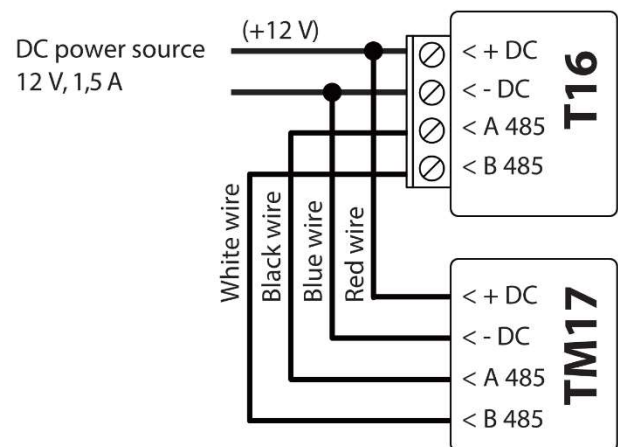 DC power source
12 V, 1,5 A
(+12 V)
< + DC
< - DC
< A 485
< B 485
T16
White wire
Black wire
Blue wire
Red wire
< + DC
< - DC
< A 485
< B 485
TM17